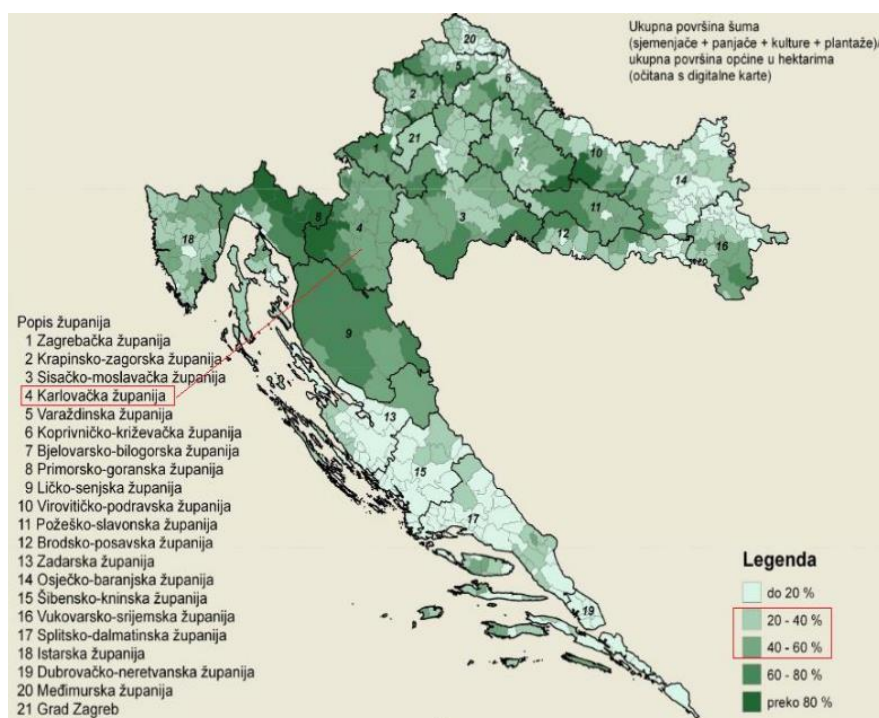 Ukupna površina šuma
(sjemenjače + panjače + kulture + plantaže)/
ukupna površina općine u hektarima
(očitana s digitalne karte)
20
5
2
6
21
7
10
1
14
8
4
3
11
18
12
16
9
13
15
17
19
Popis županija
1 Zagrebačka županija
2 Krapinsko-zagorska županija
3 Sisačko-moslavačka županija
4 Karlovačka županija
5 Varaždinska županija
6 Koprivničko-križevačka županija
7 Bjelovarsko-bilogorska županija
8 Primorsko-goranska županija
9 Ličko-senjska županija
10 Virovitičko-podravska županija
11 Požeško-slavonska županija
12 Brodsko-posavska županija
13 Zadarska županija
14 Osječko-baranjska županija
15 Šibensko-kninska županija
16 Vukovarsko-srijemska županija
17 Splitsko-dalmatinska županija
18 Istarska županija
19 Dubrovačko-neretvanska županija
20 Međimurska županija
21 Grad Zagreb
Legenda
do 20 %
20 - 40 %
40 - 60 %
60 - 80 %
preko 80 %